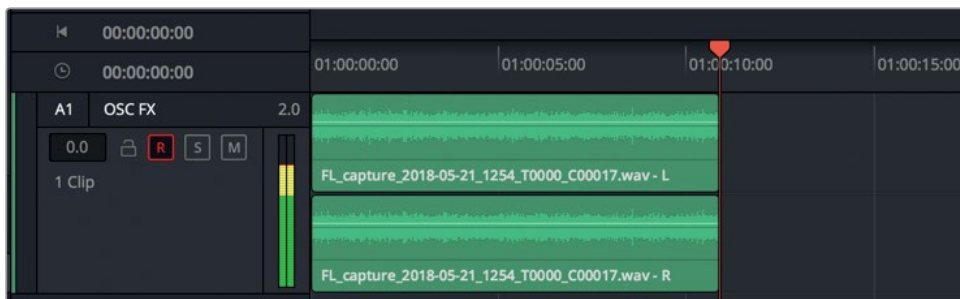 00:00:00:00
00:00:00:00
01:00:00:00 01:00:05:00 01:00:10:00 01:00:15:00
A1 OSC FX 2.0
0.0 R S M
1 Clip
FL_capture_2018-05-21_1254_T0000_C00017.wav - L
FL_capture_2018-05-21_1254_T0000_C00017.wav - R